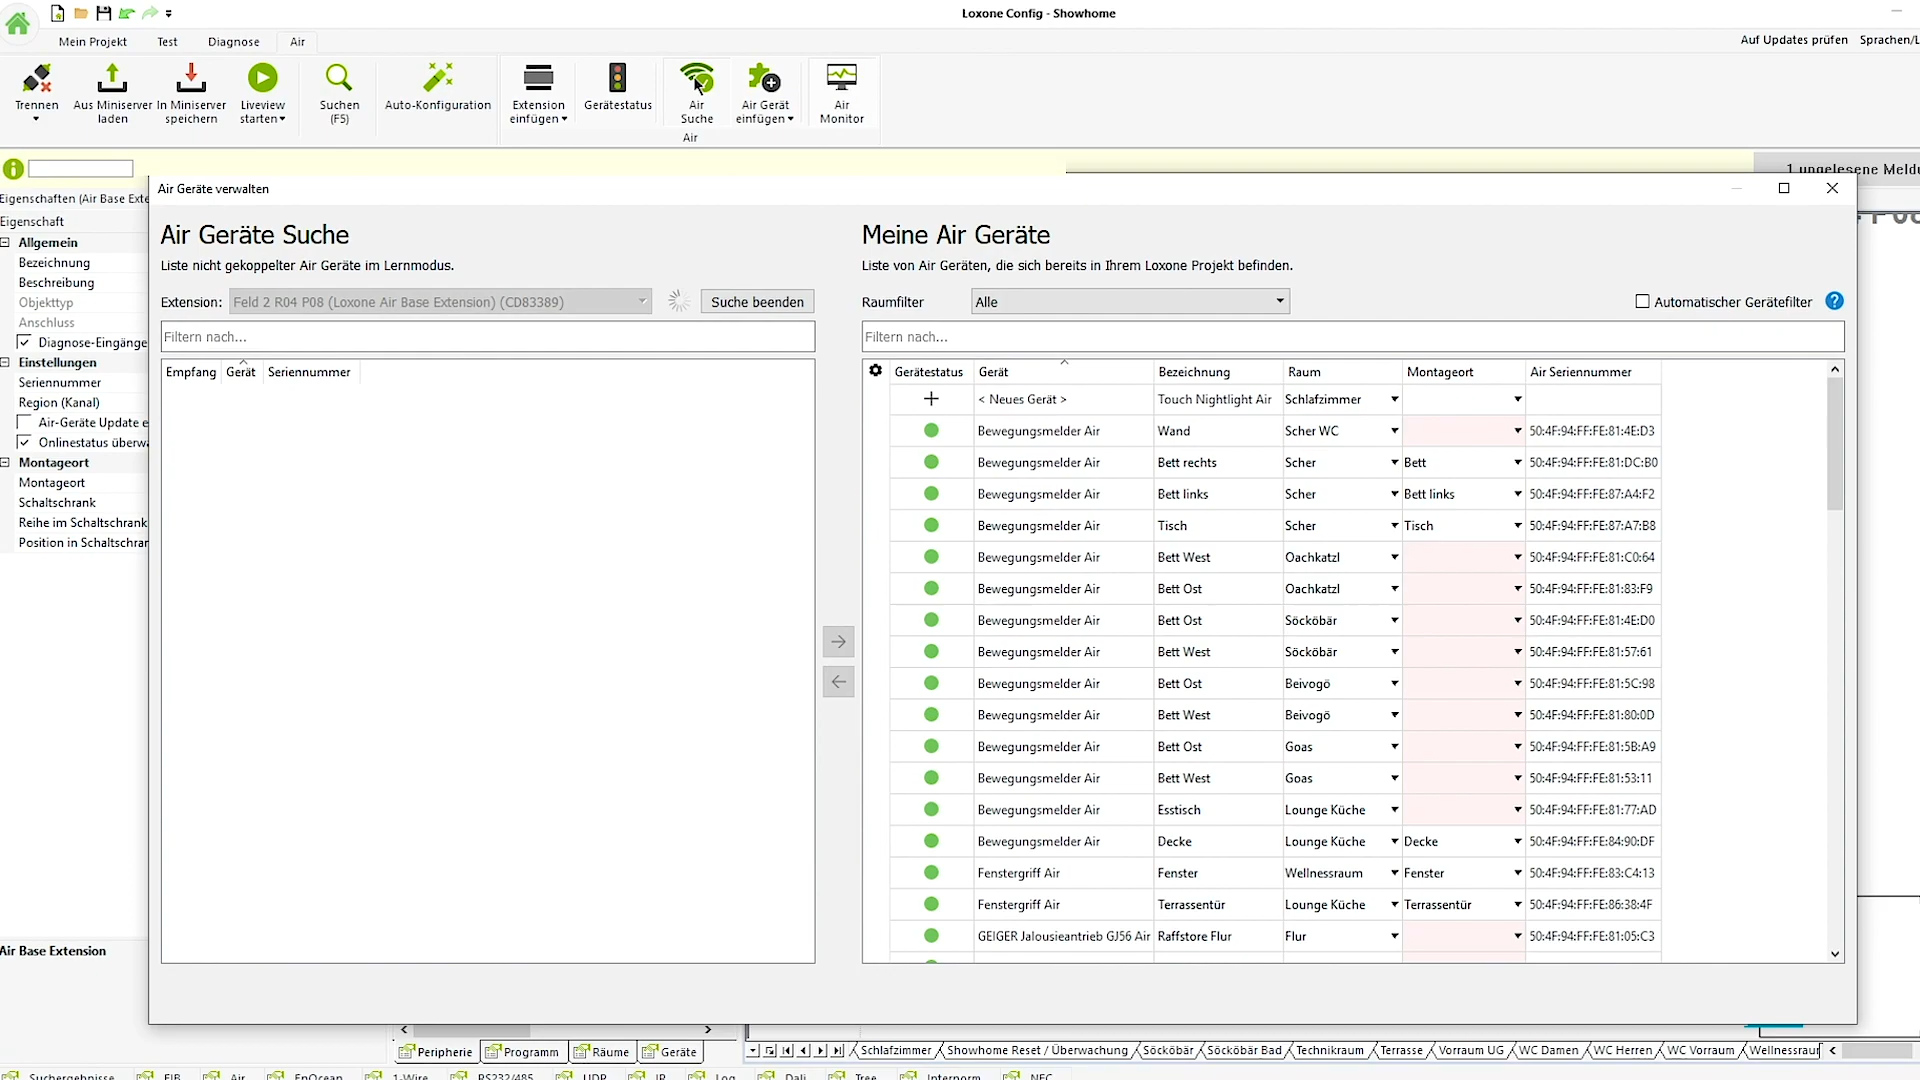 Loxone Config - Showhome
Mein Projekt Test Diagnose Air
Auf Updates prüfen Sprachen/L
Trennen
Aus Miniserver laden
In Miniserver speichern
Liveview starten
Suchen (F5)
Auto-Konfiguration
Extension einfügen
Gerätestatus
Air Suche
Air Gerät einfügen
Air Monitor
Air
1 ungelesene Meldu
Eigenschaften (Air Base Exte
Eigenschaft
Allgemein
Bezeichnung
Beschreibung
Objekttyp
Anschluss
Diagnose-Eingänge
Einstellungen
Seriennummer
Region (Kanal)
Air-Geräte Update e
Onlinestatus überwa
Montageort
Montageort
Schaltschrank
Reihe im Schaltschrank
Position in Schaltschran
Air Base Extension
Air Geräte verwalten
Air Geräte Suche
Liste nicht gekoppelter Air Geräte im Lernmodus.
Extension: Feld 2 R04 P08 (Loxone Air Base Extension) (CD83389) Suche beenden
Filtern nach...
Empfang Gerät Seriennummer
Meine Air Geräte
Liste von Air Geräten, die sich bereits in Ihrem Loxone Projekt befinden.
Raumfilter Alle Automatischer Gerätefilter ?
Filtern nach...
Gerätestatus Gerät Bezeichnung Raum Montageort Air Seriennummer
< Neues Gerät > Touch Nightlight Air Schlafzimmer
Bewegungsmelder Air Wand Scher WC 50:4F:94:FF:FE:81:4E:D3
Bewegungsmelder Air Bett rechts Scher Bett 50:4F:94:FF:FE:81:DC:B0
Bewegungsmelder Air Bett links Scher Bett links 50:4F:94:FF:FE:87:A4:F2
Bewegungsmelder Air Tisch Scher Tisch 50:4F:94:FF:FE:87:A7:B8
Bewegungsmelder Air Bett West Oachkatzl 50:4F:94:FF:FE:81:C0:64
Bewegungsmelder Air Bett Ost Oachkatzl 50:4F:94:FF:FE:81:83:F9
Bewegungsmelder Air Bett Ost Söcköbär 50:4F:94:FF:FE:81:4E:D0
Bewegungsmelder Air Bett West Söcköbär 50:4F:94:FF:FE:81:57:61
Bewegungsmelder Air Bett Ost Beivogö 50:4F:94:FF:FE:81:5C:98
Bewegungsmelder Air Bett West Beivogö 50:4F:94:FF:FE:81:80:0D
Bewegungsmelder Air Bett Ost Goas 50:4F:94:FF:FE:81:5B:A9
Bewegungsmelder Air Bett West Goas 50:4F:94:FF:FE:81:53:11
Bewegungsmelder Air Esstisch Lounge Küche 50:4F:94:FF:FE:81:77:AD
Bewegungsmelder Air Decke Lounge Küche Decke 50:4F:94:FF:FE:84:90:DF
Fenstergriff Air Fenster Wellnessraum Fenster 50:4F:94:FF:FE:83:C4:13
Fenstergriff Air Terrassentür Lounge Küche Terrassentür 50:4F:94:FF:FE:86:38:4F
GEIGER Jalousieantrieb GJ56 Air Raffstore Flur Flur 50:4F:94:FF:FE:81:05:C3
Peripherie Programm Räume Geräte
Schlafzimmer Showhome Reset / Überwachung Söcköbär Söcköbär Bad Technikraum Terrasse Vorraum UG WC Damen WC Herren WC Vorraum Wellnessraur
Suchergebnisse EIB Air EnOcean 1-Wire RS232/485 UDP IR Log Dali Tree Internorm NFC